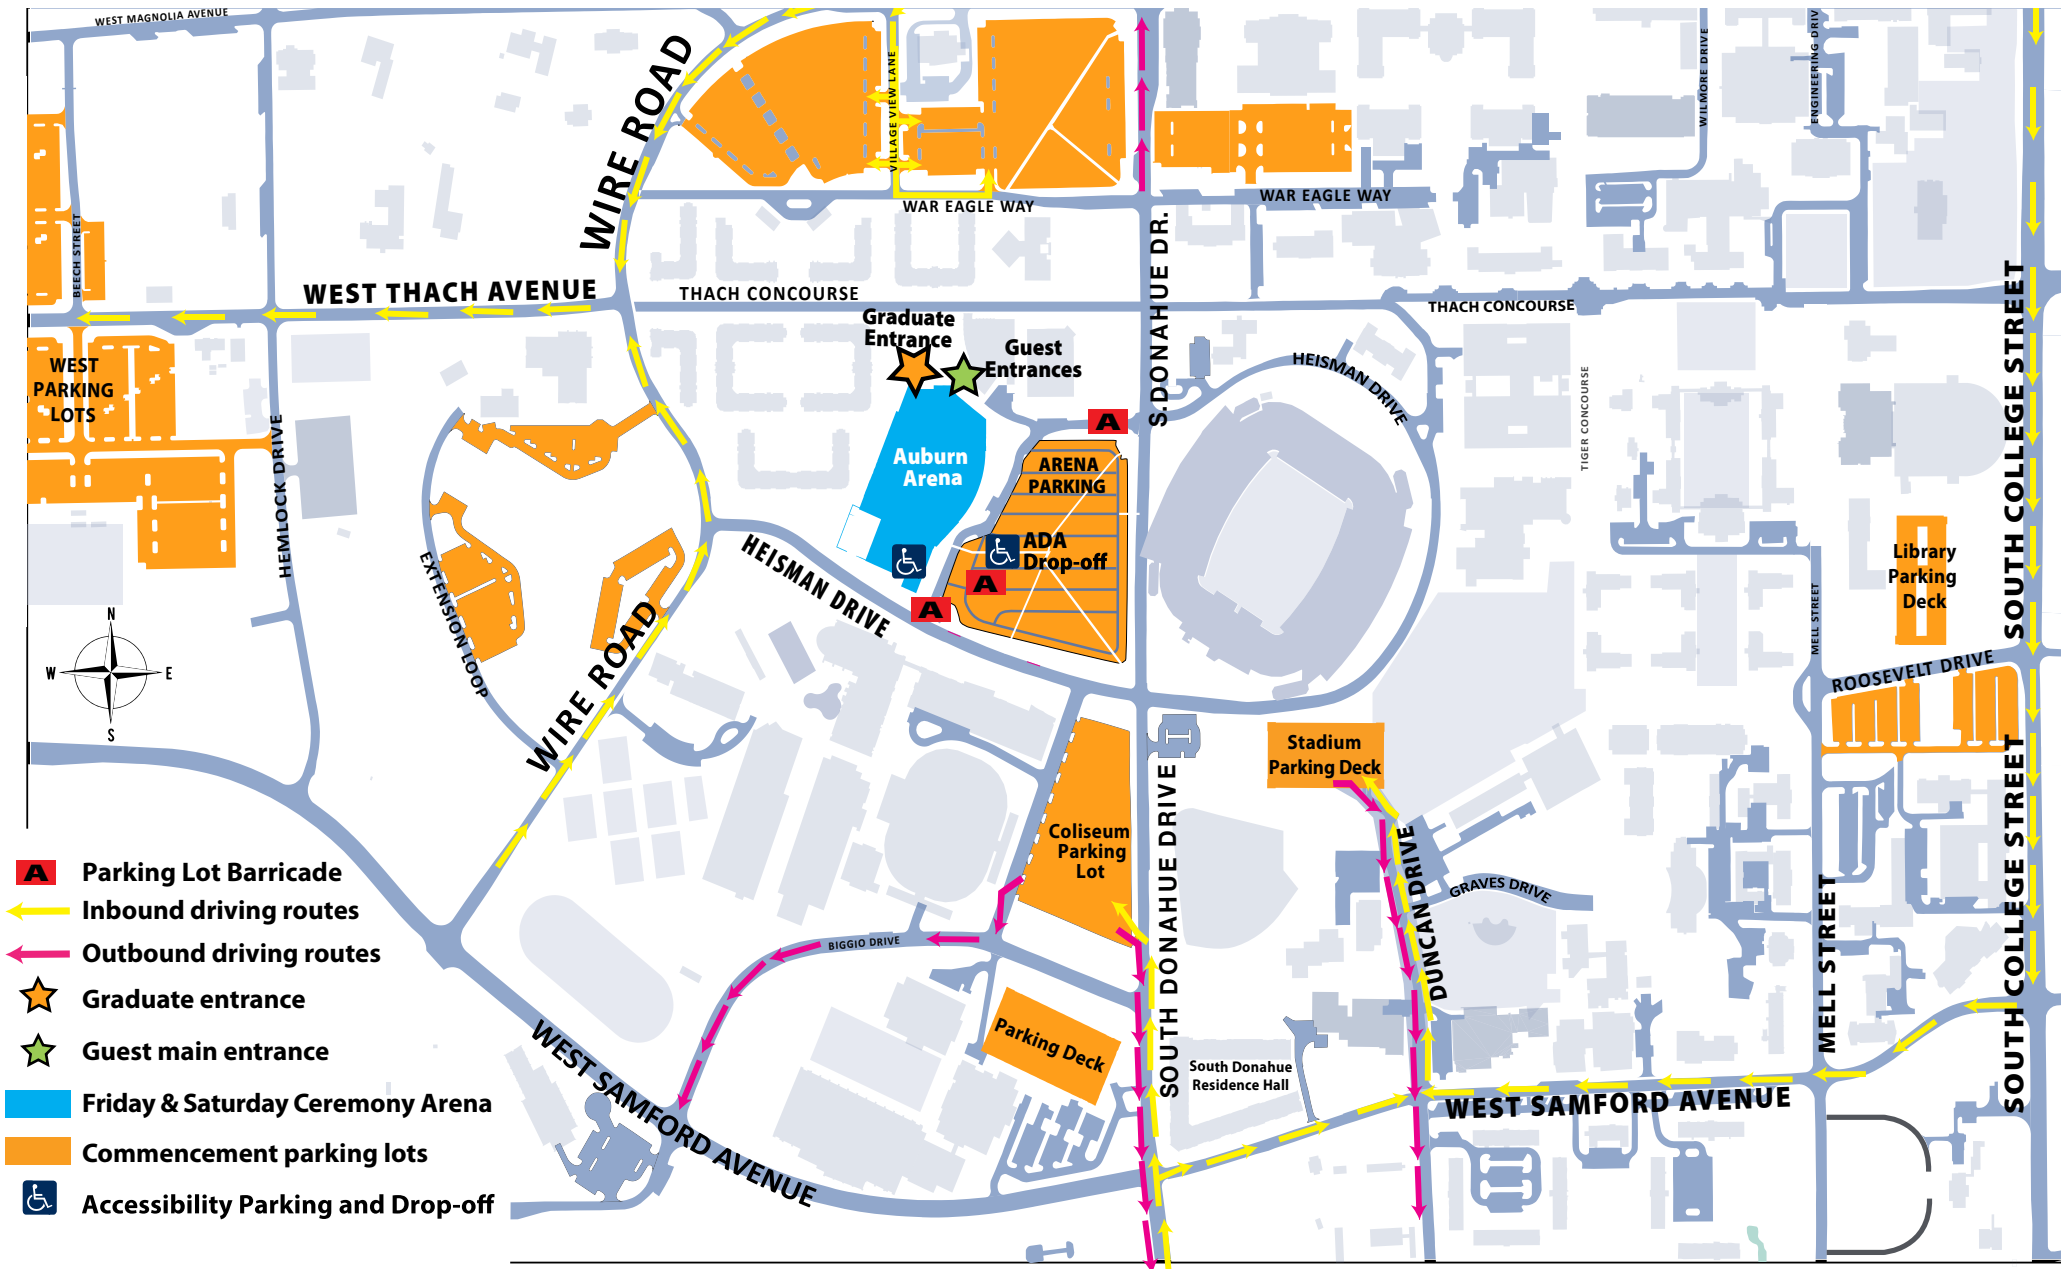 WEST MAGNOLIA AVENUE
WIRE ROAD
VILLAGE VIEW LANE
WILMORE DRIVE
ENGINEERING DRIV
BEECH STREET
WAR EAGLE WAY
WAR EAGLE WAY
S.DONAHUE DR.
WEST THACH AVENUE
THACH CONCOURSE
THACH CONCOURSE
SOUTH COLLEGE STREET
Graduate
Entrance
Guest
Entrances
HEISMAN DRIVE
TIGER CONCOURSE
WEST
PARKING
LOTS
HEMLOCK DRIVE
A
Auburn
Arena
ARENA
PARKING
ADA
Drop-off
A
A
HEISMAN DRIVE
EXTENSION LOOP
WIRE ROAD
Library
Parking
Deck
MELL STREET
ROOSEVELT DRIVE
N
W
E
S
Stadium
Parking Deck
SOUTH DONAHUE DRIVE
Coliseum
Parking
Lot
DUNCAN DRIVE
GRAVES DRIVE
MELL STREET
SOUTH COLLEGE STREET
BIGGIO DRIVE
Parking Deck
South Donahue
Residence Hall
WEST SAMFORD AVENUE
WEST SAMFORD AVENUE
A
Parking Lot Barricade
Inbound driving routes
Outbound driving routes
Graduate entrance
Guest main entrance
Friday & Saturday Ceremony Arena
Commencement parking lots
Accessibility Parking and Drop-off